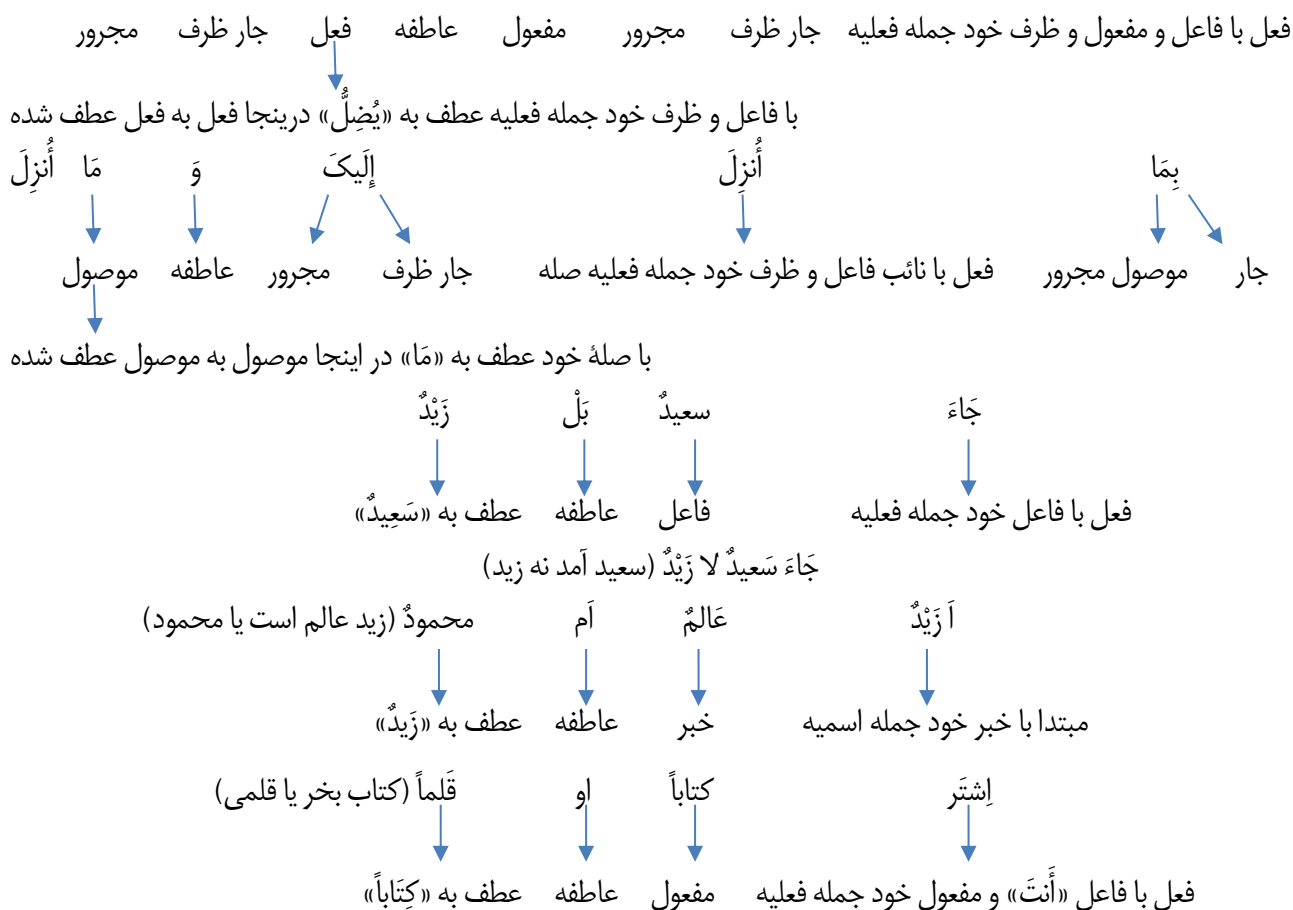 فعل با فاعل و مفعول و ظرف خود جمله فعلیه جار ظرف مجرور مفعول عاطفه فعل جار ظرف مجرور
با فاعل و ظرف خود جمله فعلیه عطف به «یُضِلُّ» درینجا فعل به فعل عطف شده
بِمَا أُنزِلَ إِلَیکَ وَ مَا أُنزِلَ
جار موصول مجرور فعل با نائب فاعل و ظرف خود جمله فعلیه صله جار ظرف مجرور عاطفه موصول
با صلهٔ خود عطف به «مَا» در اینجا موصول به موصول عطف شده
جَاءَ سعیدٌ بَلْ زَیْدٌ
فعل با فاعل خود جمله فعلیه فاعل عاطفه عطف به «سَعِیدٌ»
جَاءَ سَعیدٌ لا زَیْدٌ (سعید آمد نه زید)
اَ زَیْدٌ عَالمٌ اَم محمودٌ (زید عالم است یا محمود)
مبتدا با خبر خود جمله اسمیه خبر عاطفه عطف به «زَیدٌ»
اِشتَر کتاباً او قَلماً (کتاب بخر یا قلمی)
فعل با فاعل «أَنتَ» و مفعول خود جمله فعلیه مفعول عاطفه عطف به «کِتَاباً»